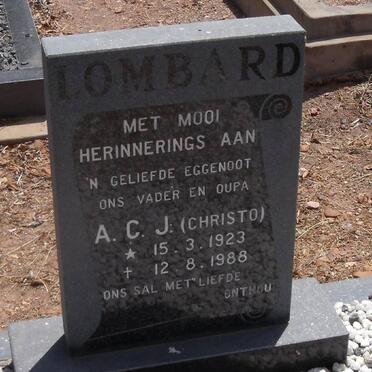 LOMBARD
MET MOOI
HERINNERINGS AAN
'N GELIEFDE EGGENOOT
ONS VADER EN OUPA
A. C. J. (CHRISTO)
★ 15. 3. 1923
† 12. 8. 1988
ONS SAL MET LIEFDE
ONTHOU